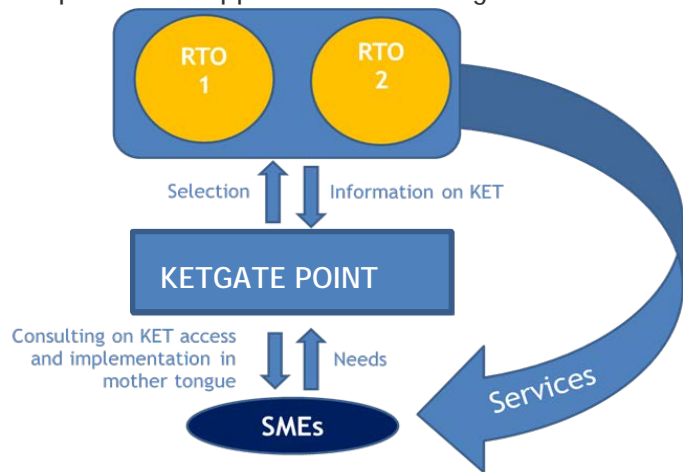 RTO
1
RTO
2
Selection
Information on KET
KETGATE POINT
Consulting on KET access
and implementation in
mother tongue
Needs
Services
SMEs